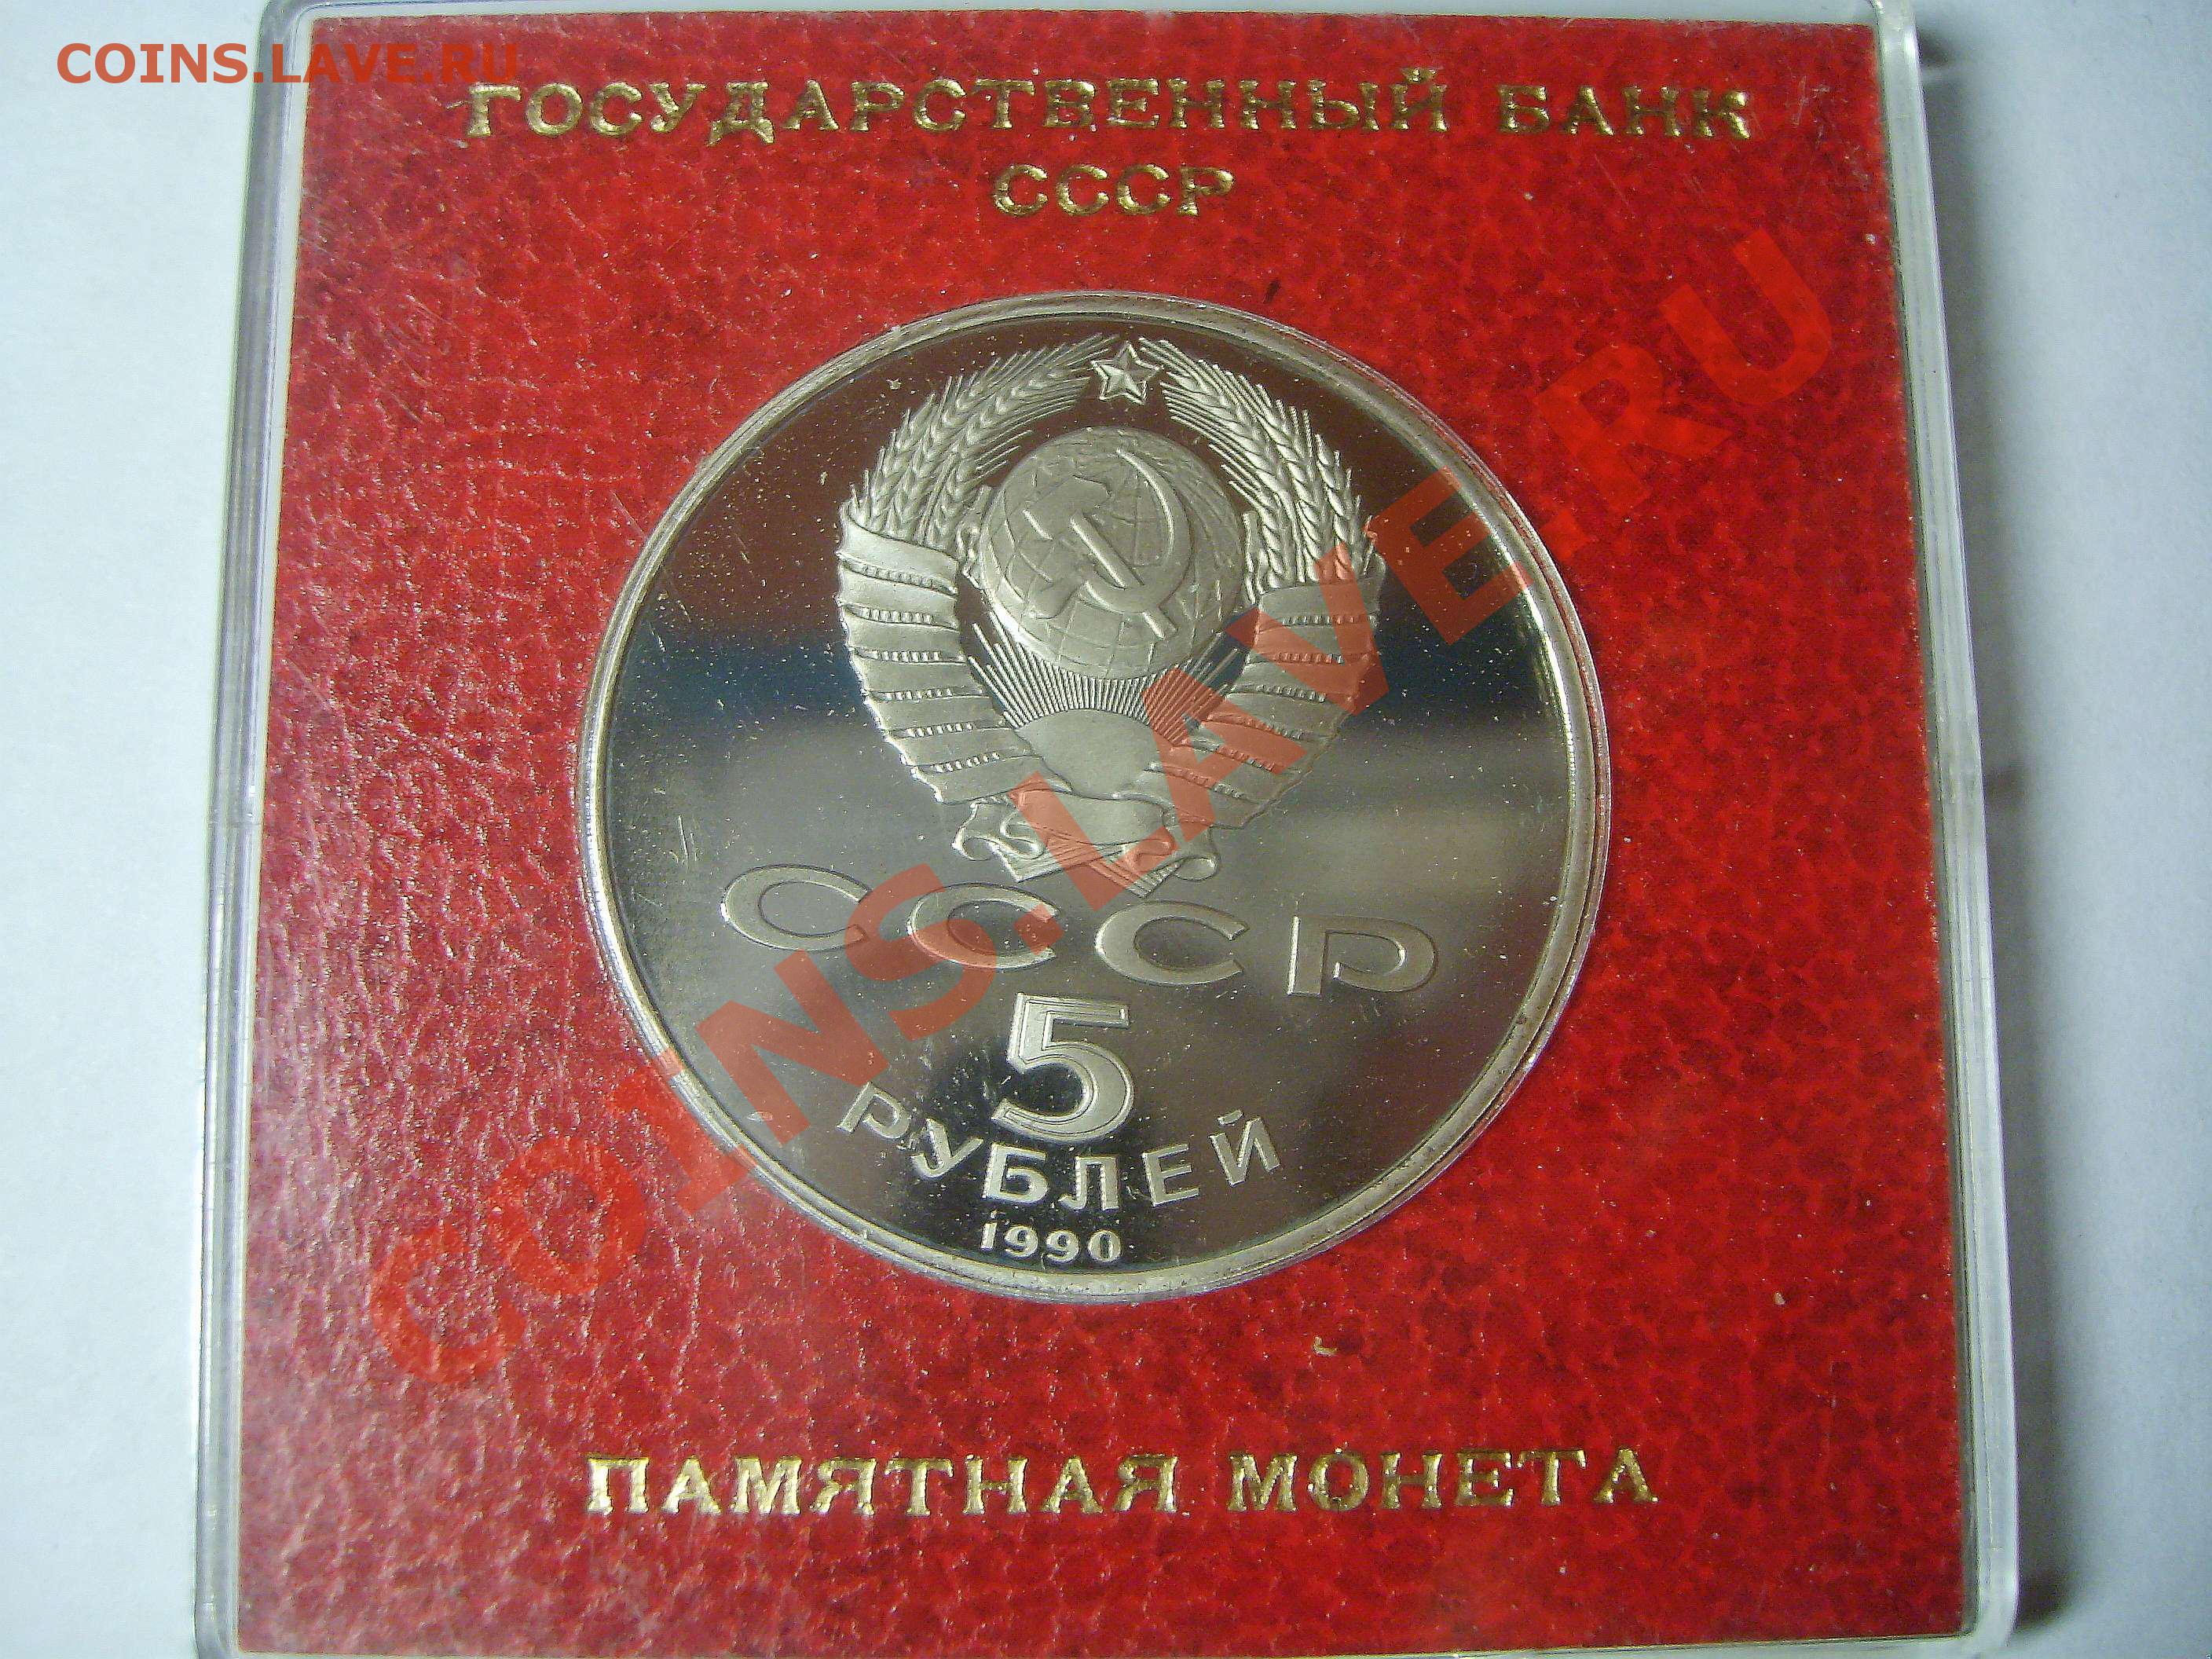 COINS.LAVE.RU
ГОСУДАРСТВЕННЫЙ БАНК
СССР
COINS.LAVE.RU
СССР
5
РУБЛЕЙ
1990
ПАМЯТНАЯ МОНЕТА